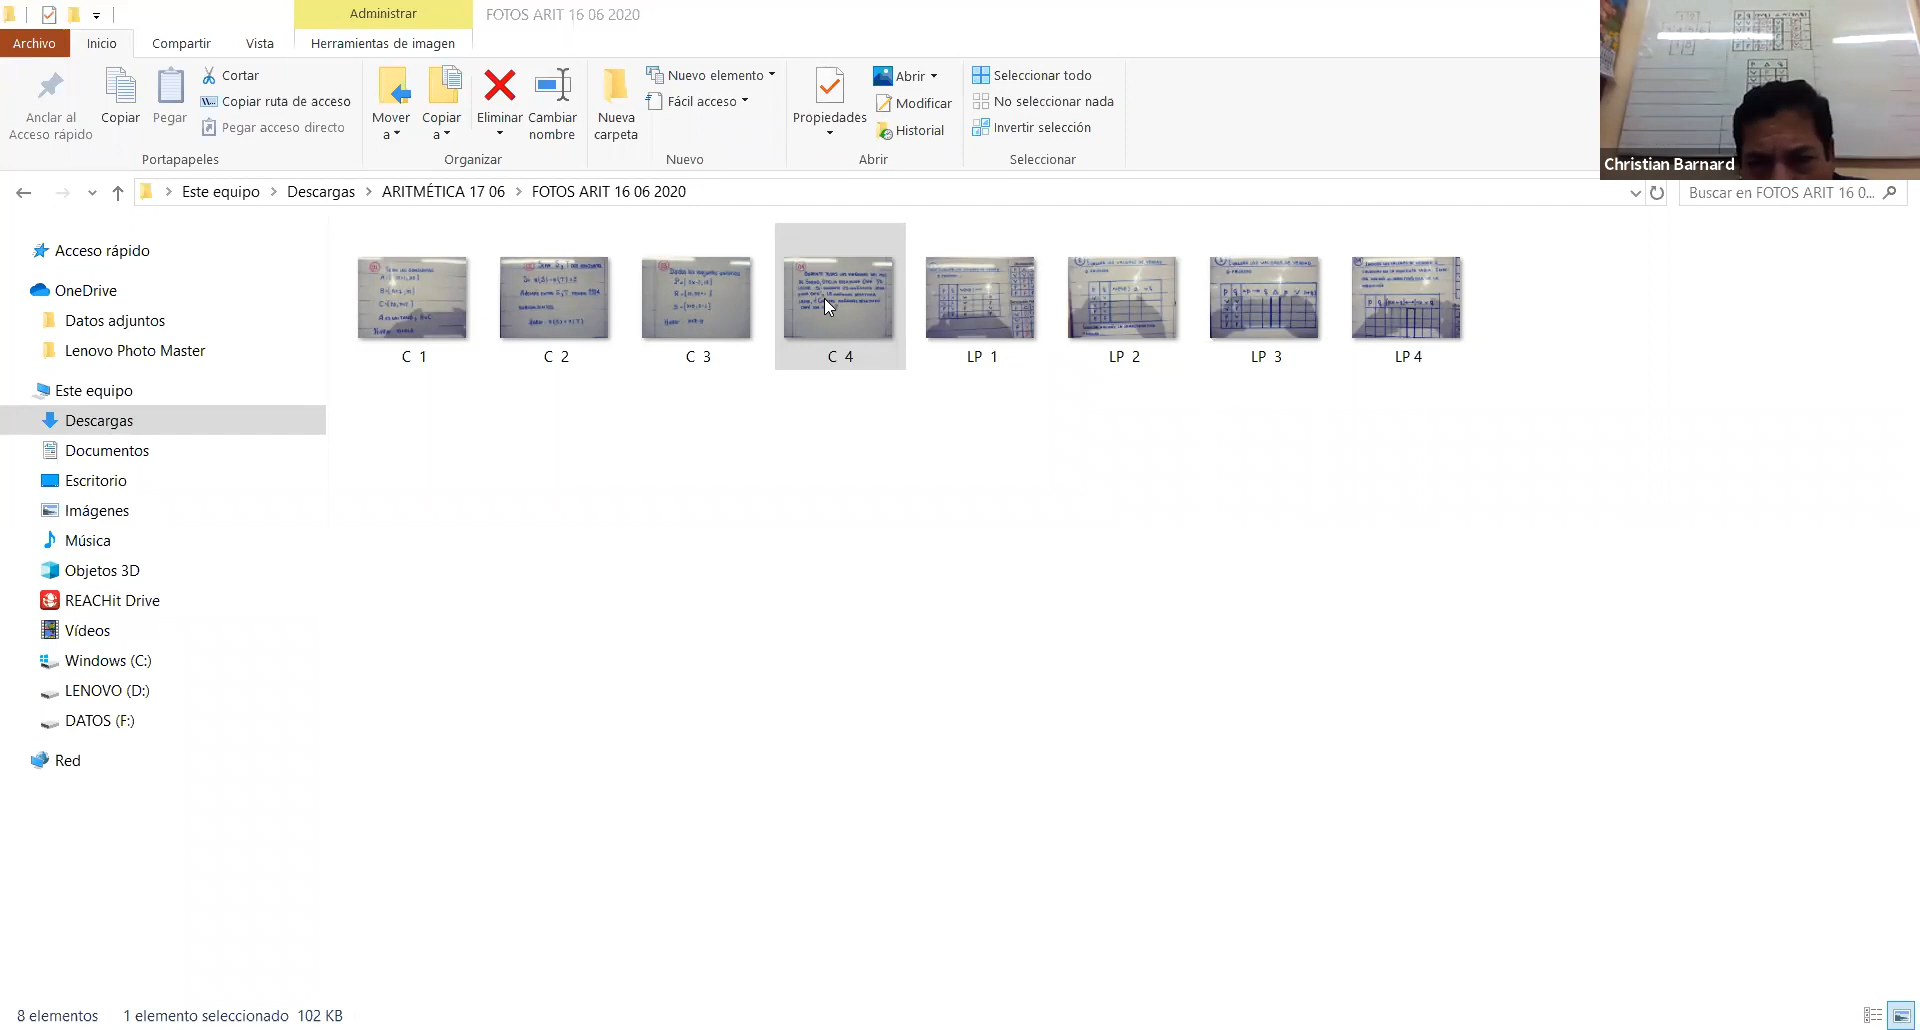 Administrar
FOTOS ARIT 16 06 2020
Archivo
Inicio
Compartir
Vista
Herramientas de imagen
Anclar al
Acceso rápido
Copiar
Pegar
Cortar
Copiar ruta de acceso
Pegar acceso directo
Portapapeles
Mover
a
Copiar
a
Eliminar
Cambiar
nombre
Organizar
Nueva
carpeta
Nuevo elemento
Fácil acceso
Nuevo
Propiedades
Abrir
Modificar
Historial
Abrir
Seleccionar todo
No seleccionar nada
Invertir selección
Seleccionar
Christian Barnard
Este equipo
Descargas
ARITMÉTICA 17 06
FOTOS ARIT 16 06 2020
Buscar en FOTOS ARIT 16 0...
Acceso rápido
OneDrive
Datos adjuntos
Lenovo Photo Master
Este equipo
Descargas
Documentos
Escritorio
Imágenes
Música
Objetos 3D
REACHit Drive
Vídeos
Windows (C:)
LENOVO (D:)
DATOS (F:)
Red
C 1
C 2
C 3
C 4
LP 1
LP 2
LP 3
LP 4
8 elementos
1 elemento seleccionado 102 KB